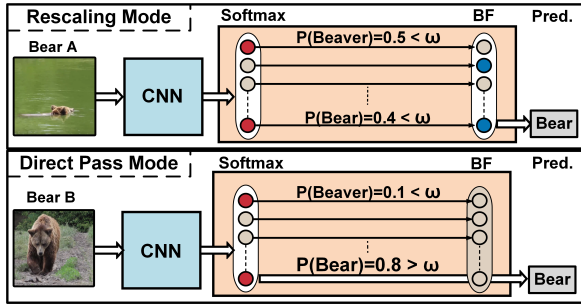 Rescaling Mode
Softmax
BF
Pred.
Bear A
CNN
P(Beaver)=0.5 < ω
P(Bear)=0.4 < ω
Bear
Direct Pass Mode
Softmax
BF
Pred.
Bear B
CNN
P(Beaver)=0.1 < ω
P(Bear)=0.8 > ω
Bear